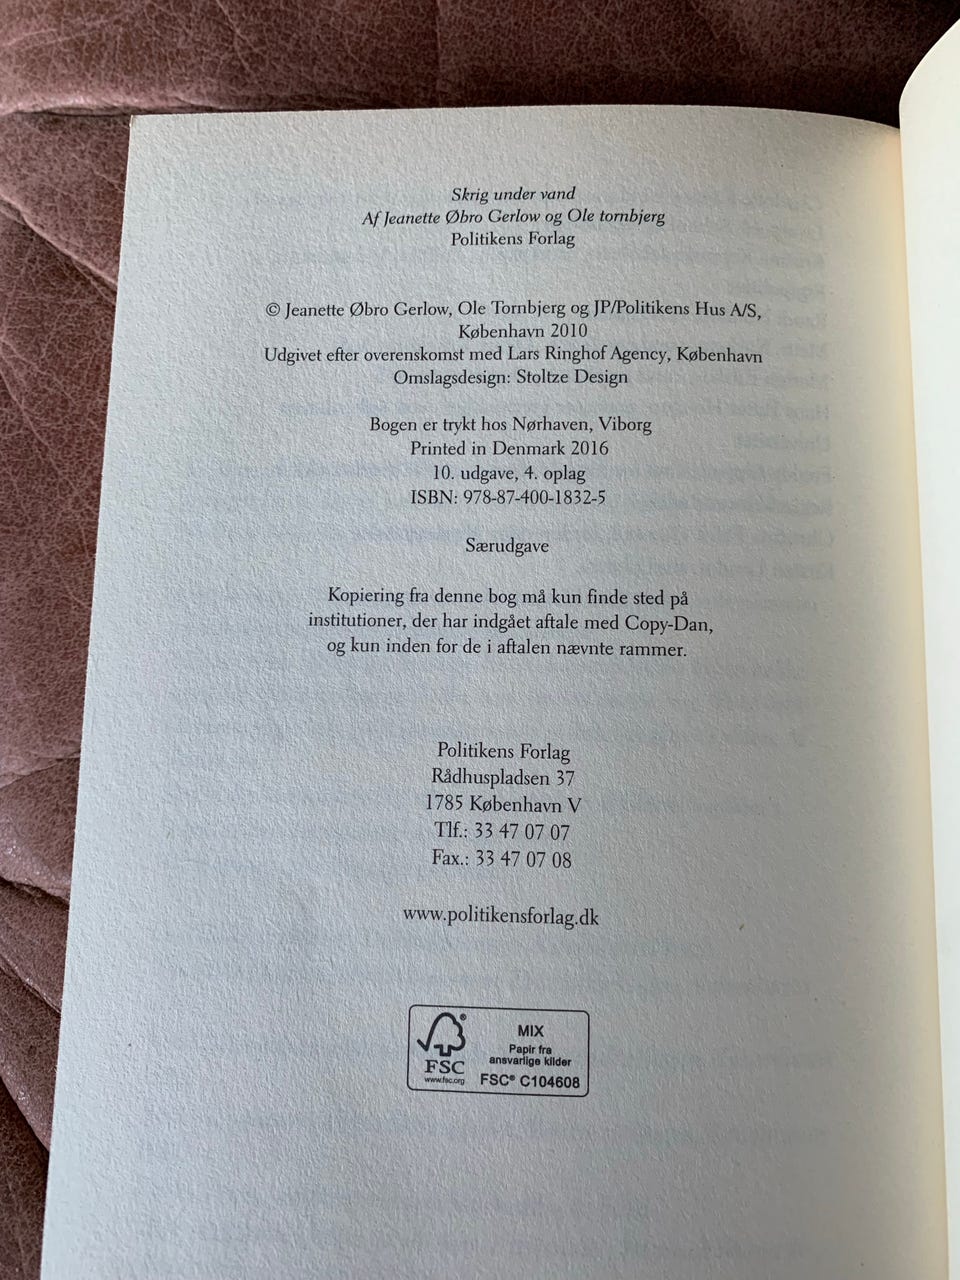 Skrig under vand
Af Jeanette Øbro Gerlow og Ole tornbjerg
Politikens Forlag
© Jeanette Øbro Gerlow, Ole Tornbjerg og JP/Politikens Hus A/S,
København 2010
Udgivet efter overenskomst med Lars Ringhof Agency, København
Omslagsdesign: Stoltze Design
Bogen er trykt hos Nørhaven, Viborg
Printed in Denmark 2016
10. udgave, 4. oplag
ISBN: 978-87-400-1832-5
Særudgave
Kopiering fra denne bog må kun finde sted på
institutioner, der har indgået aftale med Copy-Dan,
og kun inden for de i aftalen nævnte rammer.
Politikens Forlag
Rådhuspladsen 37
1785 København V
Tlf.: 33 47 07 07
Fax.: 33 47 07 08
www.politikensforlag.dk
®
FSC
www.fsc.org
MIX
Papir fra
ansvarlige kilder
FSC® C104608